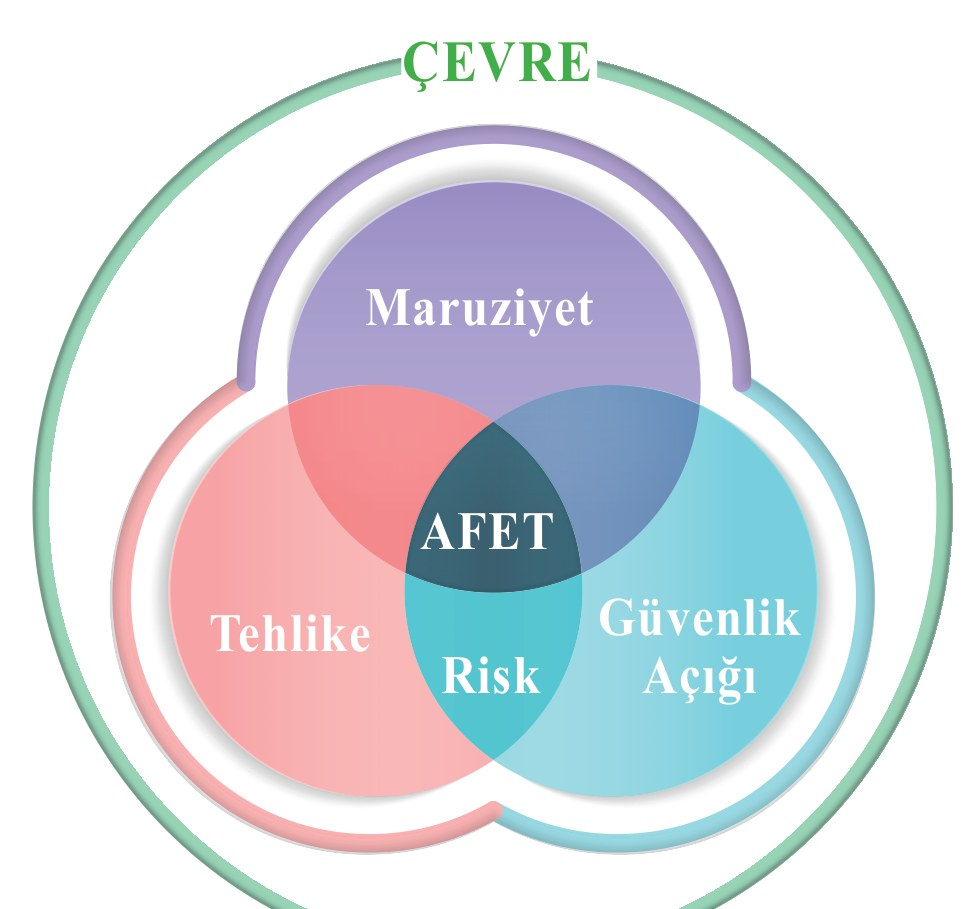 ÇEVRE
Maruziyet
AFET
Tehlike
Güvenlik
Açığı
Risk